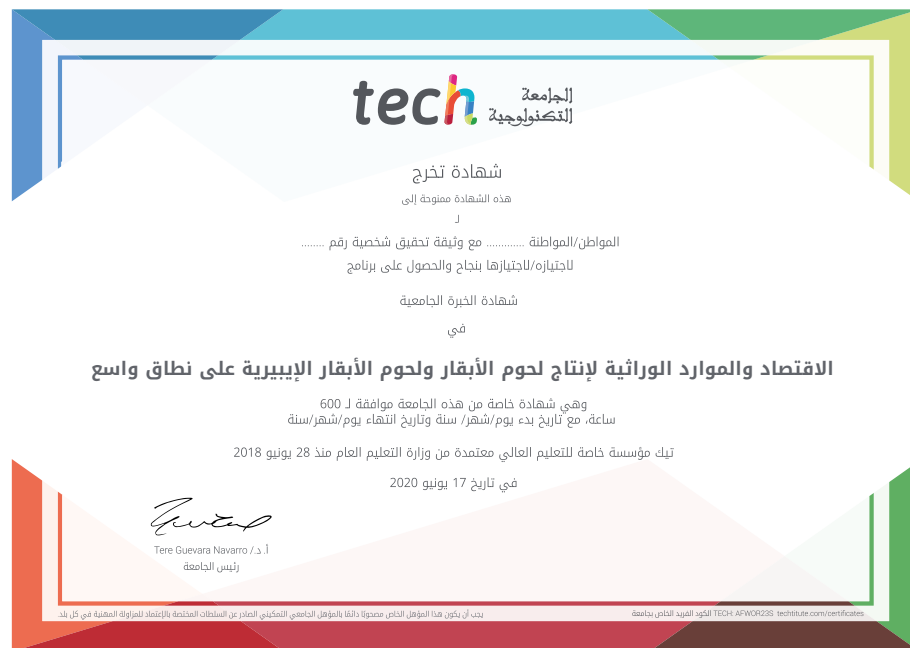 tech الجامعة
التكنولوجية
شهادة تخرج
هذه الشهادة ممنوحة إلى
لـ
المواطن/المواطنة ............. مع وثيقة تحقيق شخصية رقم ........
لاجتيازه/لاجتيازها بنجاح والحصول على برنامج
شهادة الخبرة الجامعية
في
الاقتصاد والموارد الوراثية لإنتاج لحوم الأبقار ولحوم الأبقار الإيبيرية على نطاق واسع
وهي شهادة خاصة من هذه الجامعة موافقة لـ 600
ساعة، مع تاريخ بدء يوم/شهر/ سنة وتاريخ انتهاء يوم/شهر/سنة
تيك مؤسسة خاصة للتعليم العالي معتمدة من وزارة التعليم العام منذ 28 يونيو 2018
في تاريخ 17 يونيو 2020
أ. د./ Tere Guevara Navarro
رئيس الجامعة
الكود الفريد الخاص بجامعة TECH: AFWOR23S techtitute.com/certificates
يجب أن يكون هذا المؤهل الخاص مصحوبًا دائمًا بالمؤهل الجامعي التمكيني الصادر عن السلطات المختصة بالإعتماد للمزاولة المهنية في كل بلد.